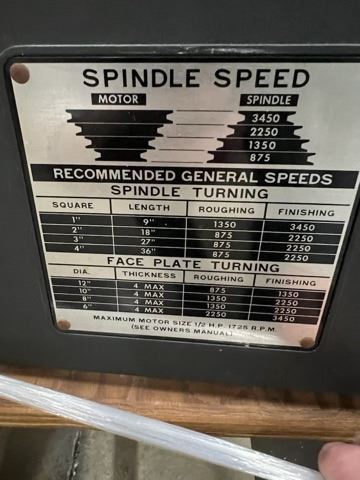 SPINDLE SPEED
MOTOR SPINDLE
3450
2250
1350
875
RECOMMENDED GENERAL SPEEDS
SPINDLE TURNING
SQUARE LENGTH ROUGHING FINISHING
1" 9" 1350 3450
2" 18" 875 2250
3" 27" 875 2250
4" 36" 875 2250
FACE PLATE TURNING
DIA. THICKNESS ROUGHING FINISHING
12" 4 MAX 875 1350
10" 4 MAX 1350 2250
8" 4 MAX 1350 2250
6" 4 MAX 2250 3450
MAXIMUM MOTOR SIZE 1/2 H.P. 1725 R.P.M.
(SEE OWNERS MANUAL)